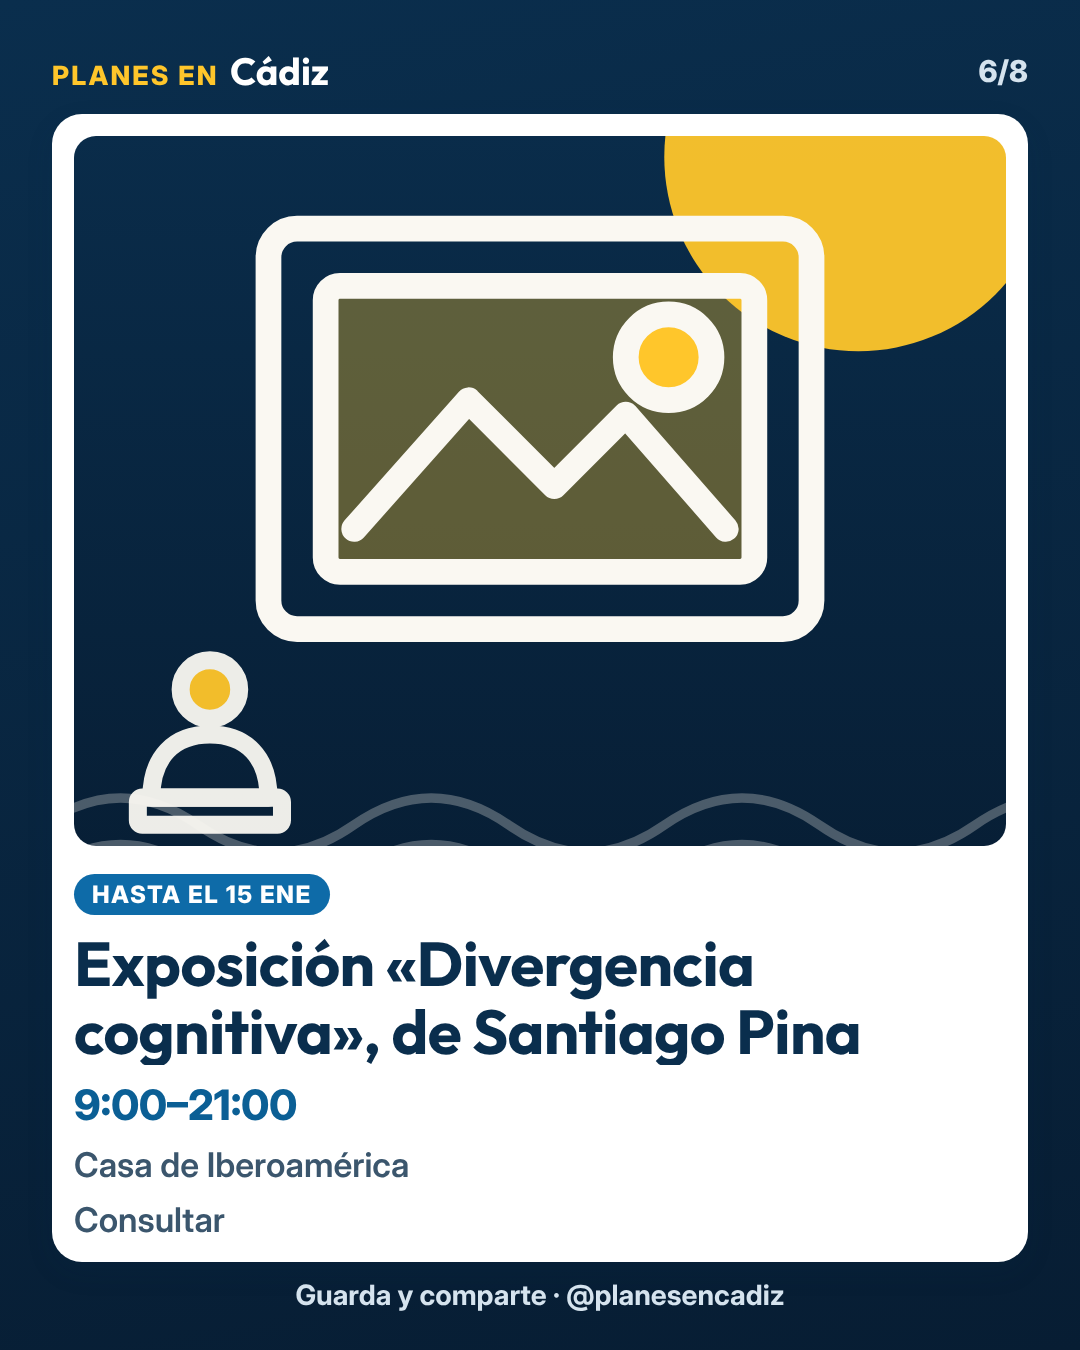 PLANES EN Cádiz
6/8
HASTA EL 15 ENE
Exposición «Divergencia
cognitiva», de Santiago Pina
9:00–21:00
Casa de Iberoamérica
Consultar
Guarda y comparte · @planesencadiz